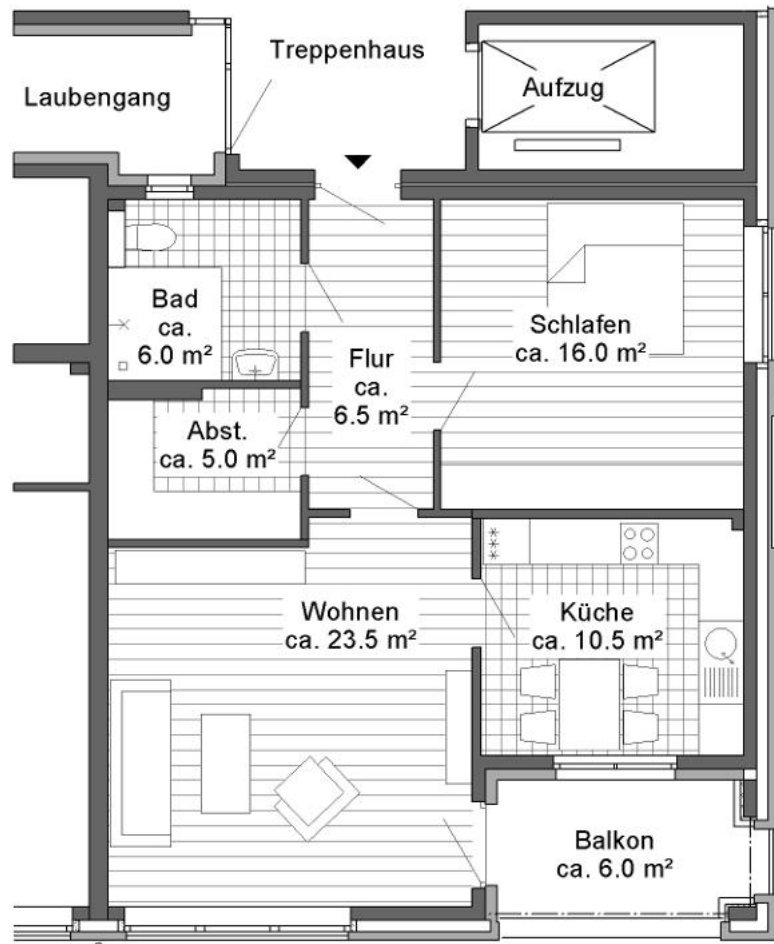 Treppenhaus
Laubengang
Aufzug
Bad
ca.
6.0 m²
Schlafen
ca. 16.0 m²
Flur
ca.
6.5 m²
Abst.
ca. 5.0 m²
Wohnen
ca. 23.5 m²
Küche
ca. 10.5 m²
Balkon
ca. 6.0 m²